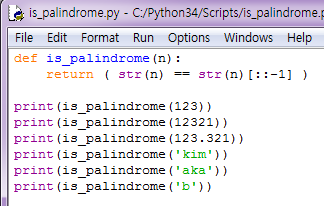 is_palindrome.py - C:/Python34/Scripts/is_palindrome.p
File Edit Format Run Options Windows Help
def is_palindrome(n):
    return ( str(n) == str(n)[::-1] )
print(is_palindrome(123))
print(is_palindrome(12321))
print(is_palindrome(123.321))
print(is_palindrome('kim'))
print(is_palindrome('aka'))
print(is_palindrome('b'))